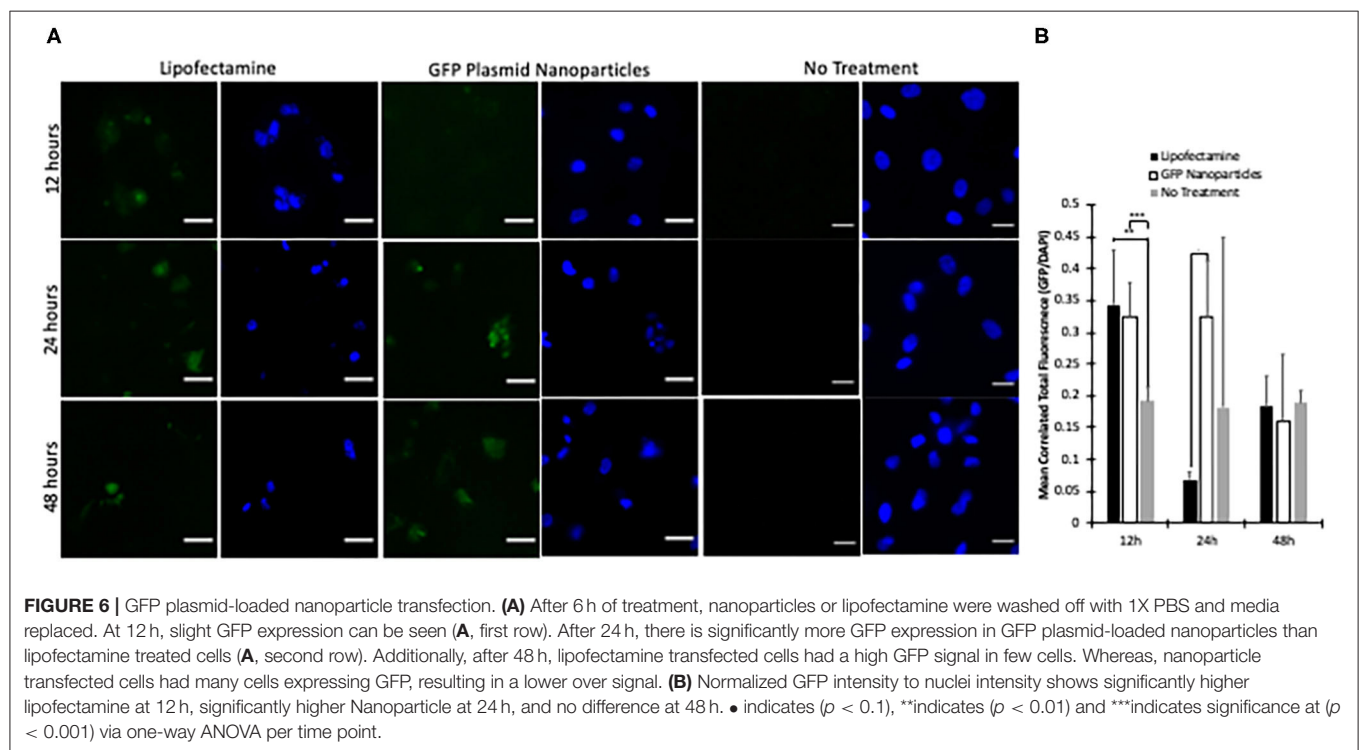 A
B
Lipofectamine
GFP Plasmid Nanoparticles
No Treatment
12 hours
24 hours
48 hours
Lipofectamine
GFP Nanoparticles
No Treatment
Mean Correlated Total Fluorescnece (GFP/DAPI)
0.5
0.45
0.4
0.35
0.3
0.25
0.2
0.15
0.1
0.05
0
***
**
12h
24h
48h
FIGURE 6 | GFP plasmid-loaded nanoparticle transfection. (A) After 6 h of treatment, nanoparticles or lipofectamine were washed off with 1X PBS and media
replaced. At 12 h, slight GFP expression can be seen (A, first row). After 24 h, there is significantly more GFP expression in GFP plasmid-loaded nanoparticles than
lipofectamine treated cells (A, second row). Additionally, after 48 h, lipofectamine transfected cells had a high GFP signal in few cells. Whereas, nanoparticle
transfected cells had many cells expressing GFP, resulting in a lower over signal. (B) Normalized GFP intensity to nuclei intensity shows significantly higher
lipofectamine at 12 h, significantly higher Nanoparticle at 24 h, and no difference at 48 h. • indicates (p < 0.1), **indicates (p < 0.01) and ***indicates significance at (p
< 0.001) via one-way ANOVA per time point.